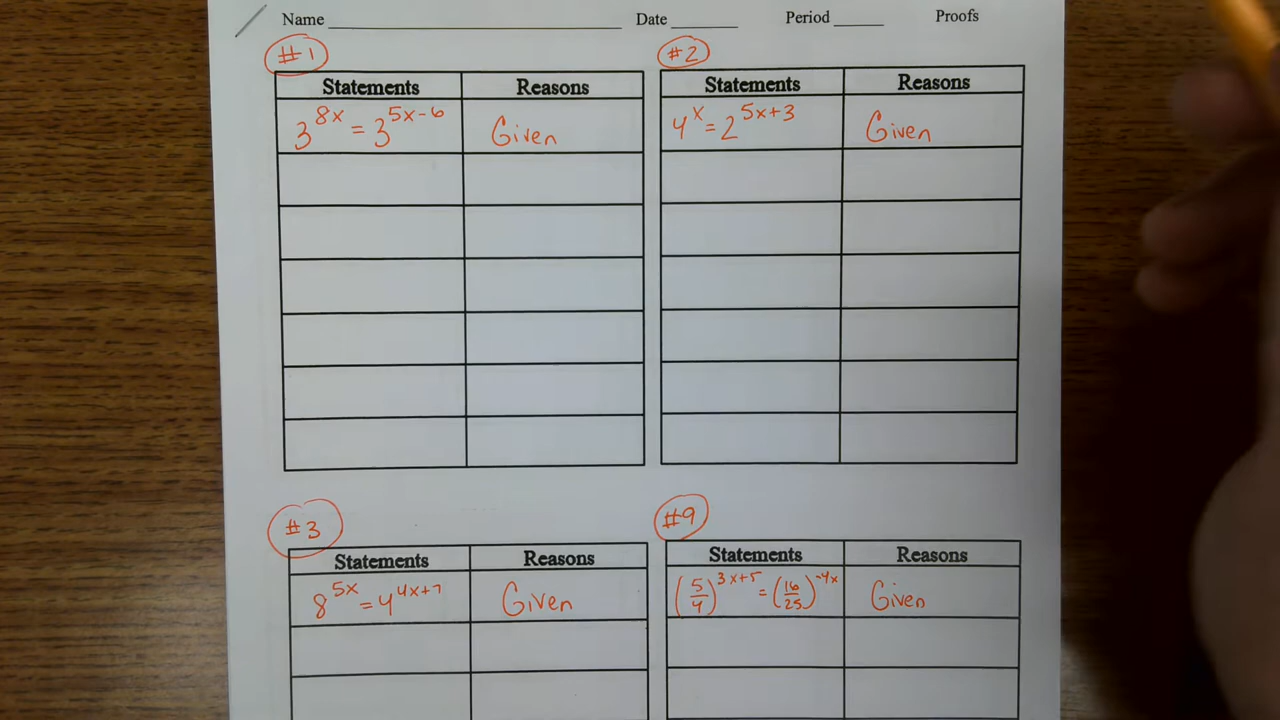 Name Date Period Proofs
#1 #2
Statements Reasons Statements Reasons
3^{8x} = 3^{5x-6} Given 4^x = 2^{5x+3} Given
#3 #9
Statements Reasons Statements Reasons
8^{5x} = 4^{4x+7} Given (5/4)^{3x+5} = (16/25)^{-4x} Given